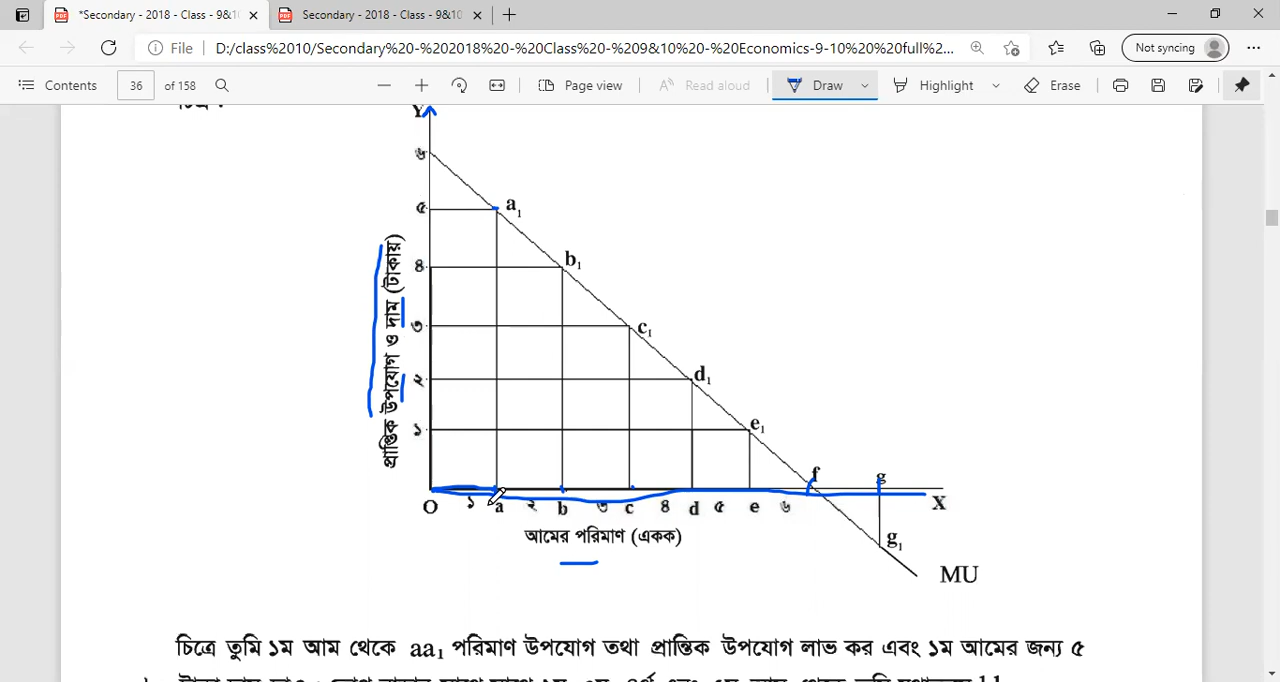 *Secondary - 2018 - Class - 9&10
Secondary - 2018 - Class - 9&10
File
D:/class%2010/Secondary%20-%202018%20-%20Class%20-%209&10%20-%20Economics-9-10%20%20full%2...
Not syncing
Contents
36 of 158
Page view
Read aloud
Draw
Highlight
Erase
Y
৬
৫ a1
৪ b1
৩ c1
২ d1
১ e1
প্রান্তিক উপযোগ ও দাম (টাকায়)
f g
O ১ a ২ b ৩ c ৪ d ৫ e ৬ X
আমের পরিমাণ (একক)
g1
MU
চিত্রে তুমি ১ম আম থেকে aa1 পরিমাণ উপযোগ তথা প্রান্তিক উপযোগ লাভ কর এবং ১ম আমের জন্য ৫